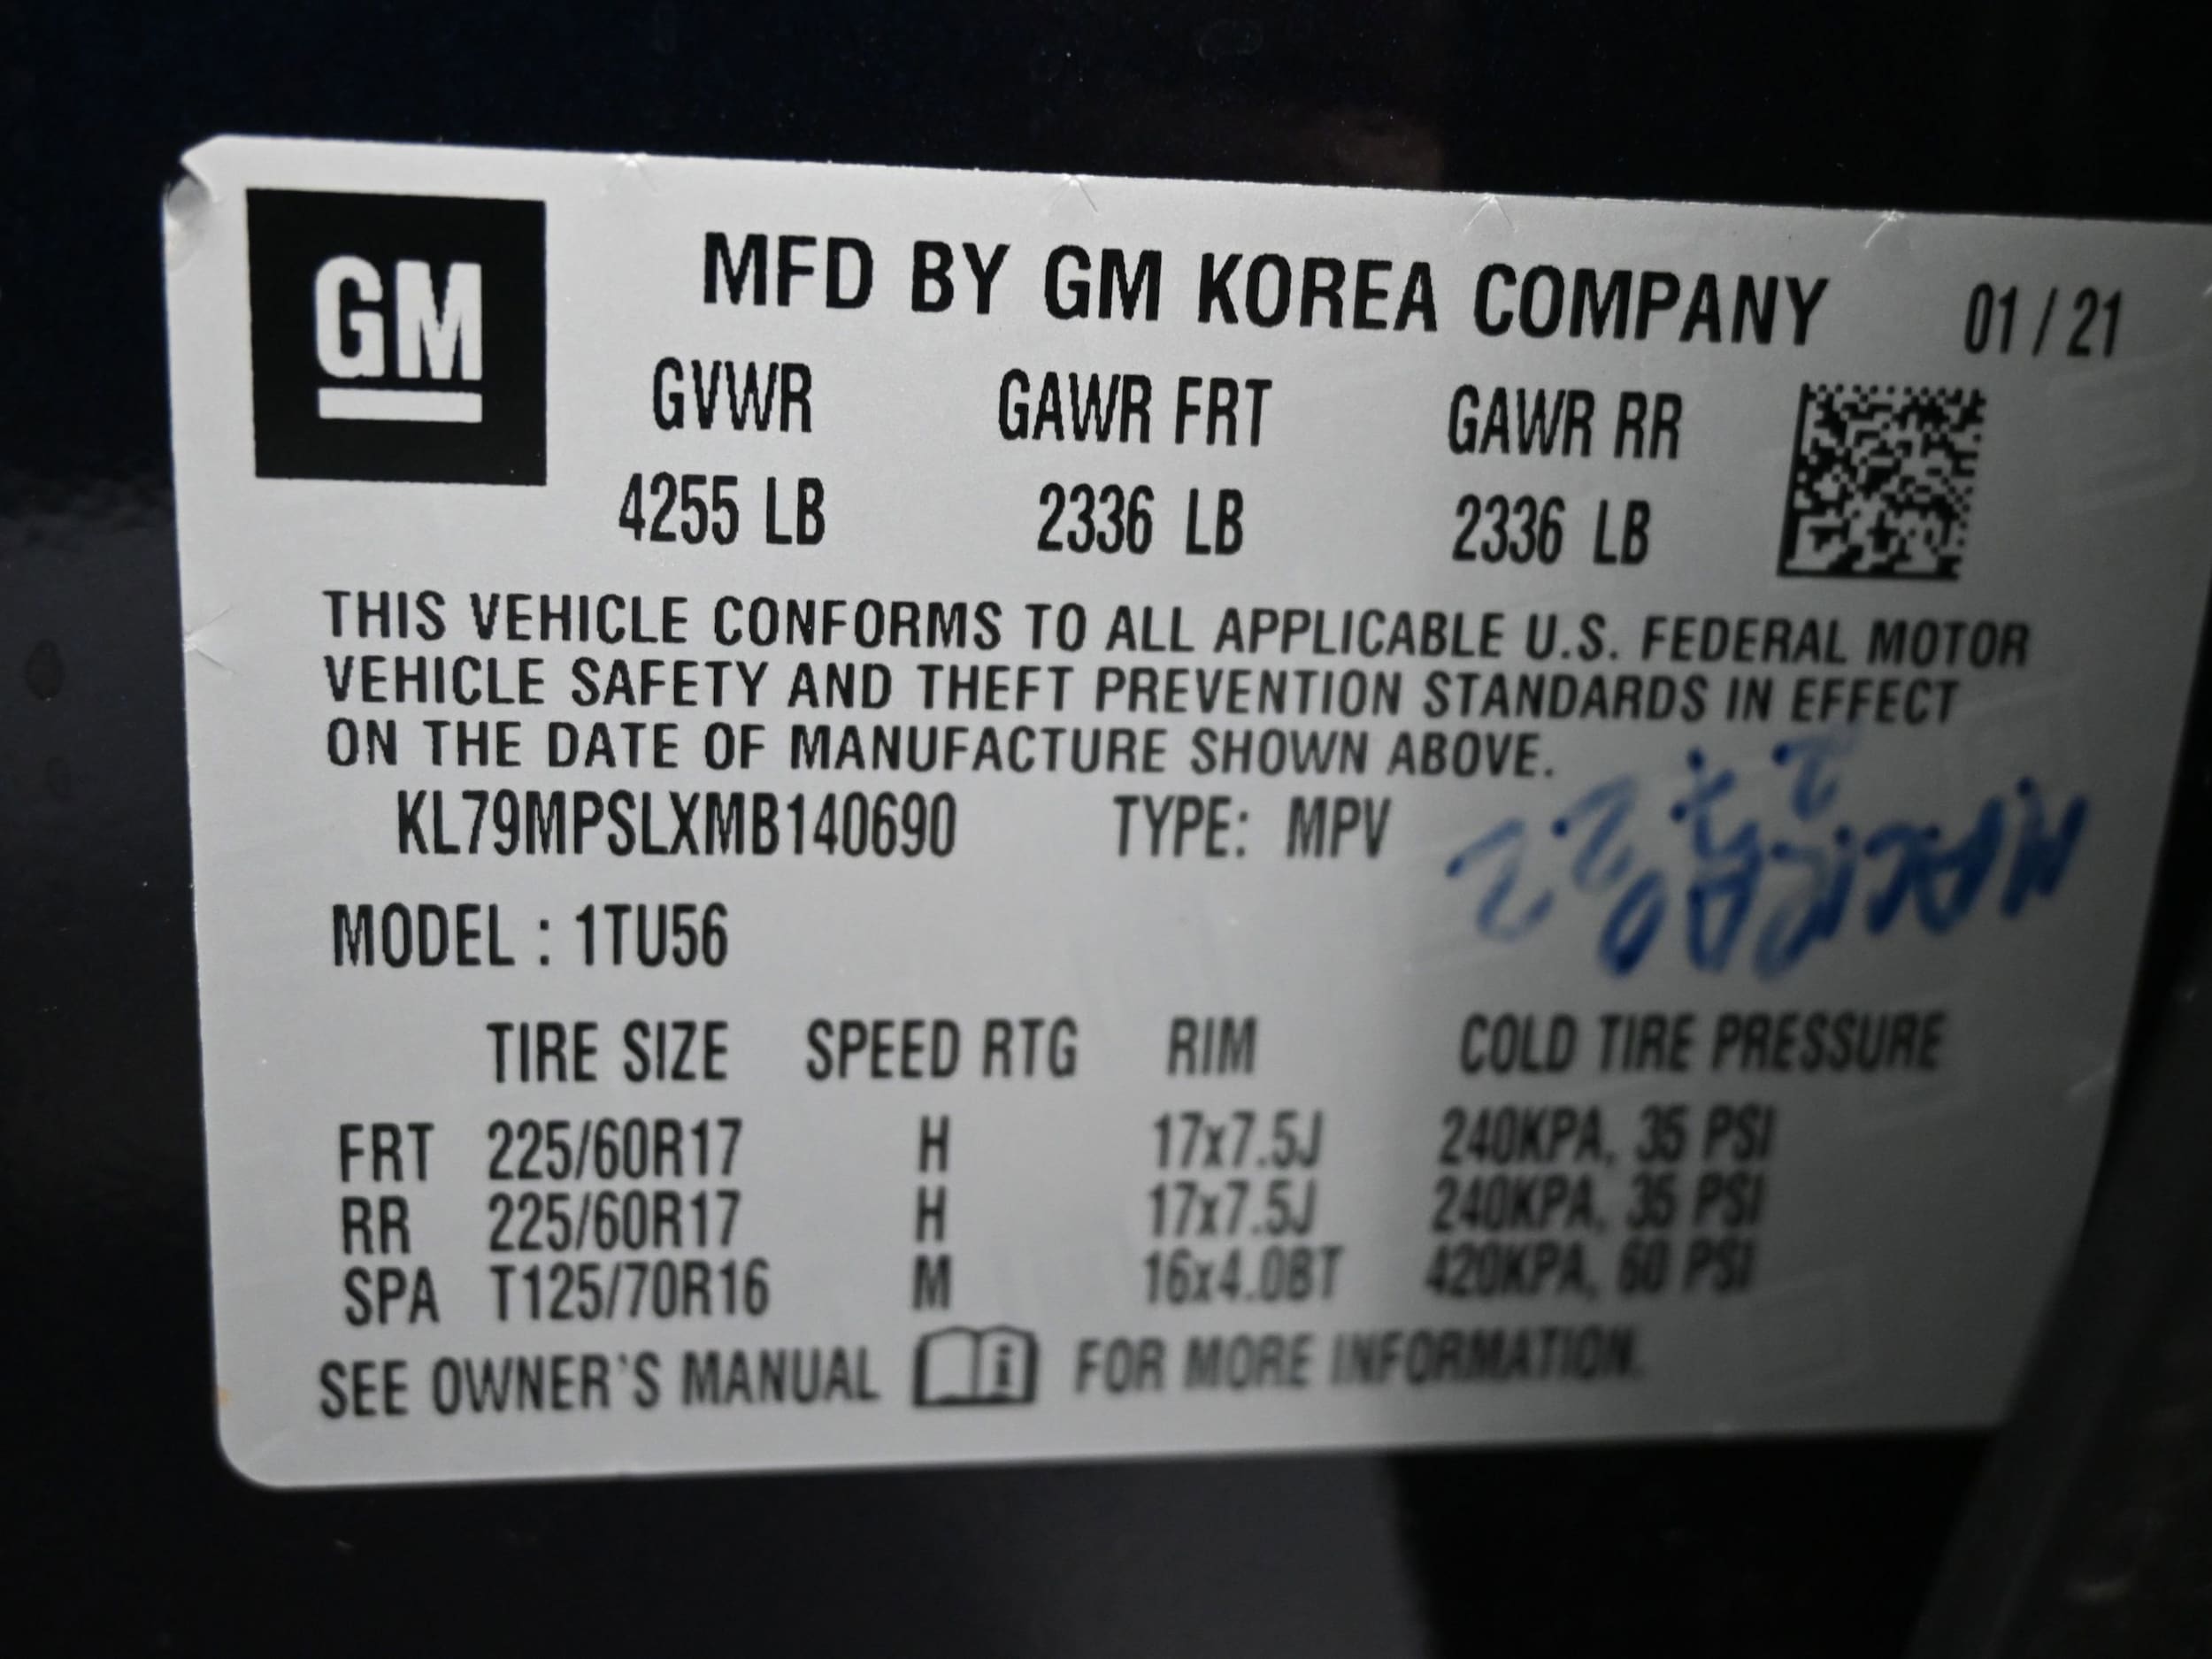 GM
MFD BY GM KOREA COMPANY 01 / 21
GVWR GAWR FRT GAWR RR
4255 LB 2336 LB 2336 LB
THIS VEHICLE CONFORMS TO ALL APPLICABLE U.S. FEDERAL MOTOR
VEHICLE SAFETY AND THEFT PREVENTION STANDARDS IN EFFECT
ON THE DATE OF MANUFACTURE SHOWN ABOVE.
KL79MPSLXMB140690 TYPE: MPV
MODEL : 1TU56
TIRE SIZE SPEED RTG RIM COLD TIRE PRESSURE
FRT 225/60R17 H 17x7.5J 240KPA, 35 PSI
RR 225/60R17 H 17x7.5J 240KPA, 35 PSI
SPA T125/70R16 M 16x4.0BT 420KPA, 60 PSI
SEE OWNER'S MANUAL i FOR MORE INFORMATION.